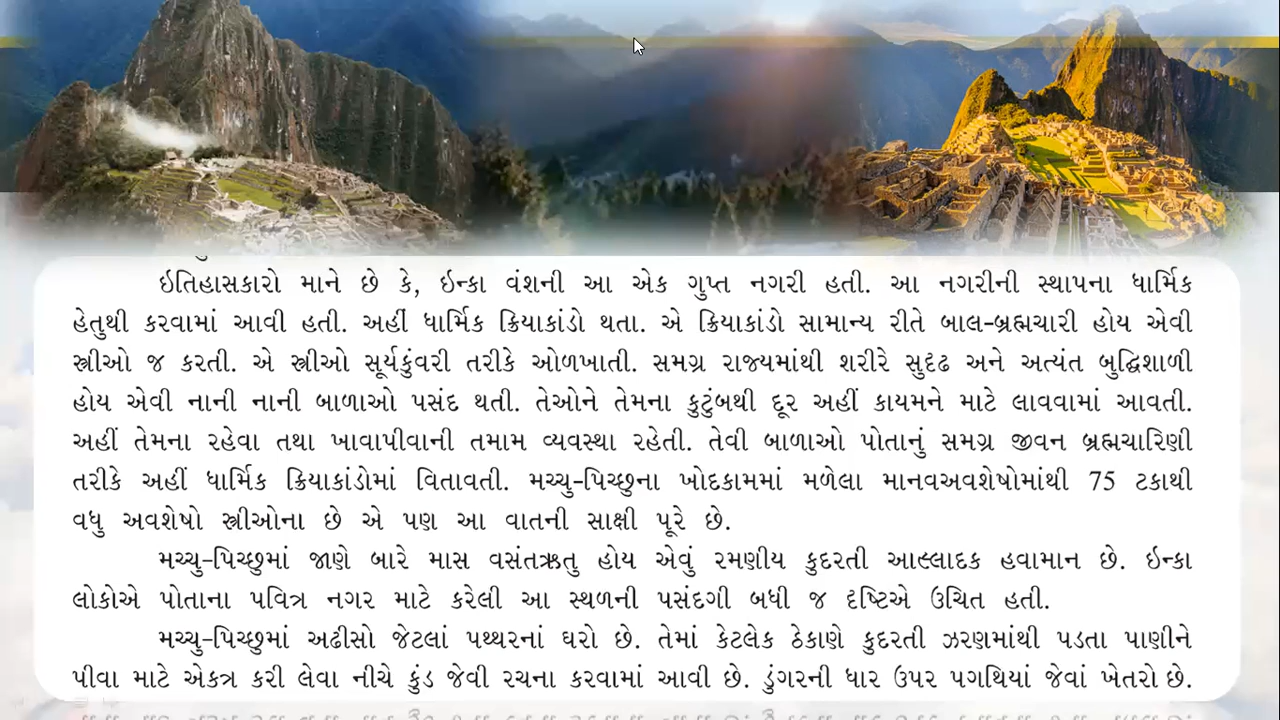 ઇતિહાસકારો માને છે કે, ઇન્કા વંશની આ એક ગુપ્ત નગરી હતી. આ નગરીની સ્થાપના ધાર્મિક
હેતુથી કરવામાં આવી હતી. અહીં ધાર્મિક ક્રિયાકાંડો થતા. એ ક્રિયાકાંડો સામાન્ય રીતે બાલ-બ્રહ્મચારી હોય એવી
સ્ત્રીઓ જ કરતી. એ સ્ત્રીઓ સૂર્યકુંવરી તરીકે ઓળખાતી. સમગ્ર રાજ્યમાંથી શરીરે સુદૃઢ અને અત્યંત બુદ્ધિશાળી
હોય એવી નાની નાની બાળાઓ પસંદ થતી. તેઓને તેમના કુટુંબથી દૂર અહીં કાયમને માટે લાવવામાં આવતી.
અહીં તેમના રહેવા તથા ખાવાપીવાની તમામ વ્યવસ્થા રહેતી. તેવી બાળાઓ પોતાનું સમગ્ર જીવન બ્રહ્મચારિણી
તરીકે અહીં ધાર્મિક ક્રિયાકાંડોમાં વિતાવતી. મચ્ચુ-પિચ્છુના ખોદકામમાં મળેલા માનવઅવશેષોમાંથી 75 ટકાથી
વધુ અવશેષો સ્ત્રીઓના છે એ પણ આ વાતની સાક્ષી પૂરે છે.
મચ્ચુ-પિચ્છુમાં જાણે બારે માસ વસંતઋતુ હોય એવું રમણીય કુદરતી આહ્લાદક હવામાન છે. ઇન્કા
લોકોએ પોતાના પવિત્ર નગર માટે કરેલી આ સ્થળની પસંદગી બધી જ દૃષ્ટિએ ઉચિત હતી.
મચ્ચુ-પિચ્છુમાં અઢીસો જેટલાં પથ્થરનાં ઘરો છે. તેમાં કેટલેક ઠેકાણે કુદરતી ઝરણમાંથી પડતા પાણીને
પીવા માટે એકત્ર કરી લેવા નીચે કુંડ જેવી રચના કરવામાં આવી છે. ડુંગરની ધાર ઉપર પગથિયાં જેવાં ખેતરો છે.